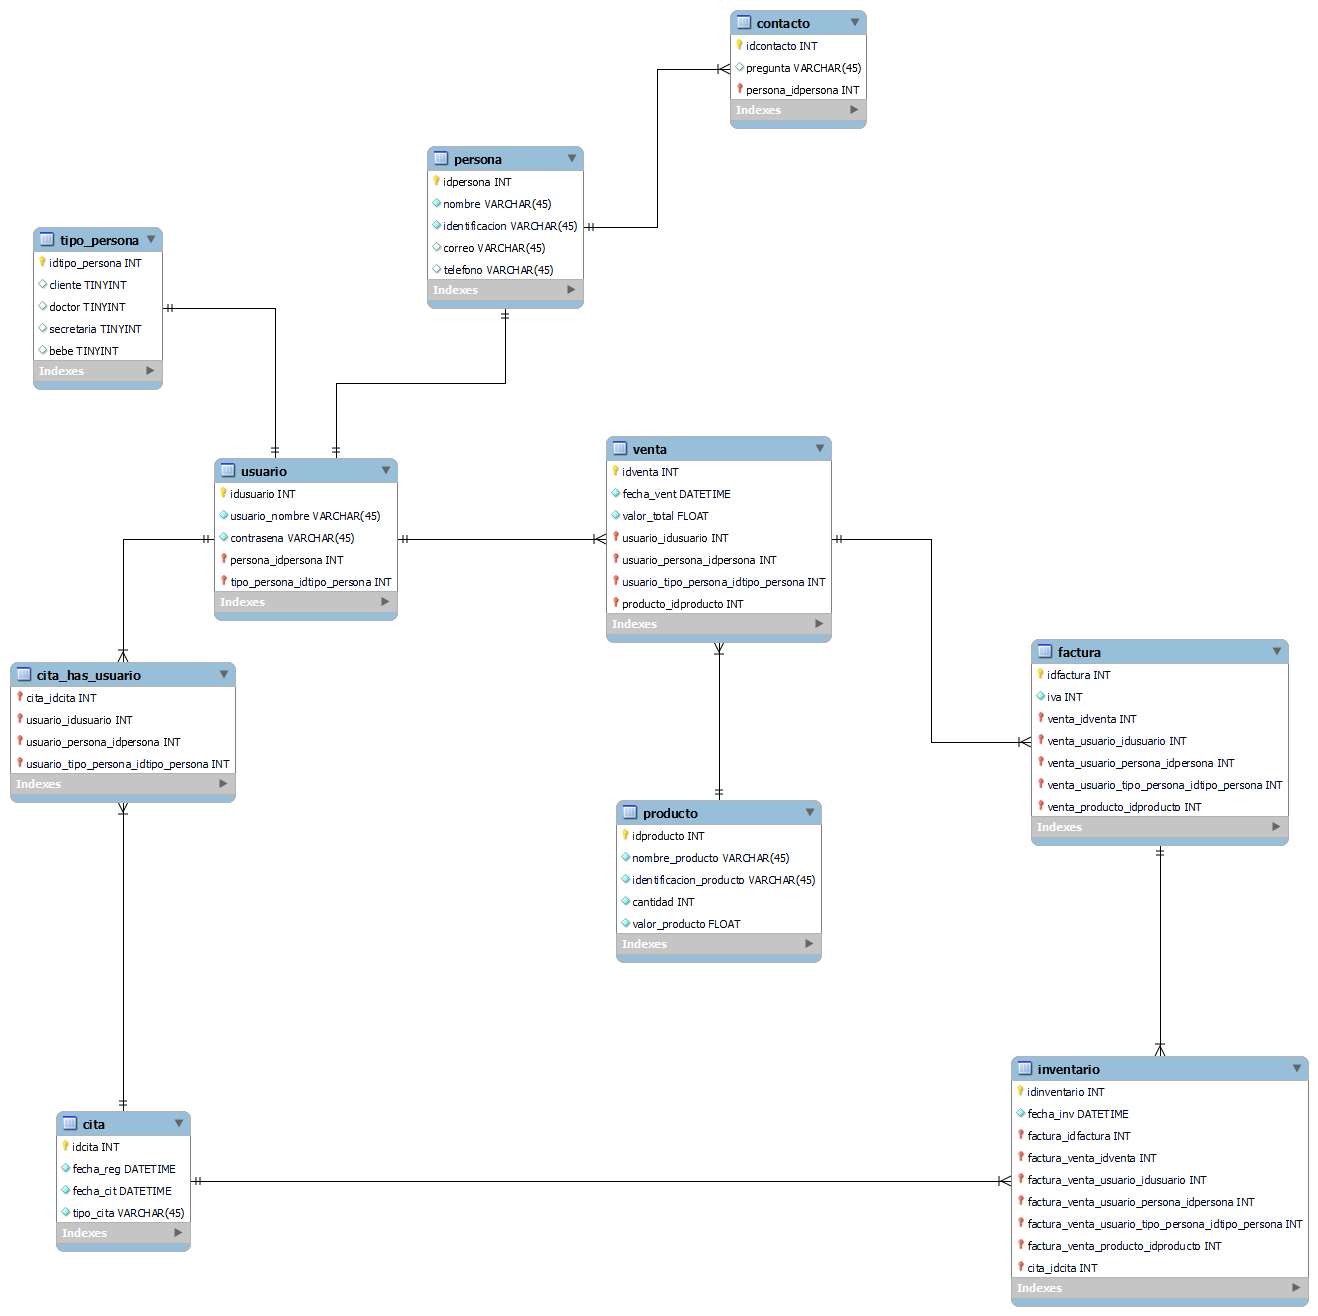 contacto
idcontacto INT
pregunta VARCHAR(45)
persona_idpersona INT
Indexes
persona
idpersona INT
nombre VARCHAR(45)
identificacion VARCHAR(45)
correo VARCHAR(45)
telefono VARCHAR(45)
Indexes
tipo_persona
idtipo_persona INT
cliente TINYINT
doctor TINYINT
secretaria TINYINT
bebe TINYINT
Indexes
usuario
idusuario INT
usuario_nombre VARCHAR(45)
contrasena VARCHAR(45)
persona_idpersona INT
tipo_persona_idtipo_persona INT
Indexes
venta
idventa INT
fecha_vent DATETIME
valor_total FLOAT
usuario_idusuario INT
usuario_persona_idpersona INT
usuario_tipo_persona_idtipo_persona INT
producto_idproducto INT
Indexes
factura
idfactura INT
iva INT
venta_idventa INT
venta_usuario_idusuario INT
venta_usuario_persona_idpersona INT
venta_usuario_tipo_persona_idtipo_persona INT
venta_producto_idproducto INT
Indexes
cita_has_usuario
cita_idcita INT
usuario_idusuario INT
usuario_persona_idpersona INT
usuario_tipo_persona_idtipo_persona INT
Indexes
producto
idproducto INT
nombre_producto VARCHAR(45)
identificacion_producto VARCHAR(45)
cantidad INT
valor_producto FLOAT
Indexes
inventario
idinventario INT
fecha_inv DATETIME
factura_idfactura INT
factura_venta_idventa INT
factura_venta_usuario_idusuario INT
factura_venta_usuario_persona_idpersona INT
factura_venta_usuario_tipo_persona_idtipo_persona INT
factura_venta_producto_idproducto INT
cita_idcita INT
Indexes
cita
idcita INT
fecha_reg DATETIME
fecha_cit DATETIME
tipo_cita VARCHAR(45)
Indexes